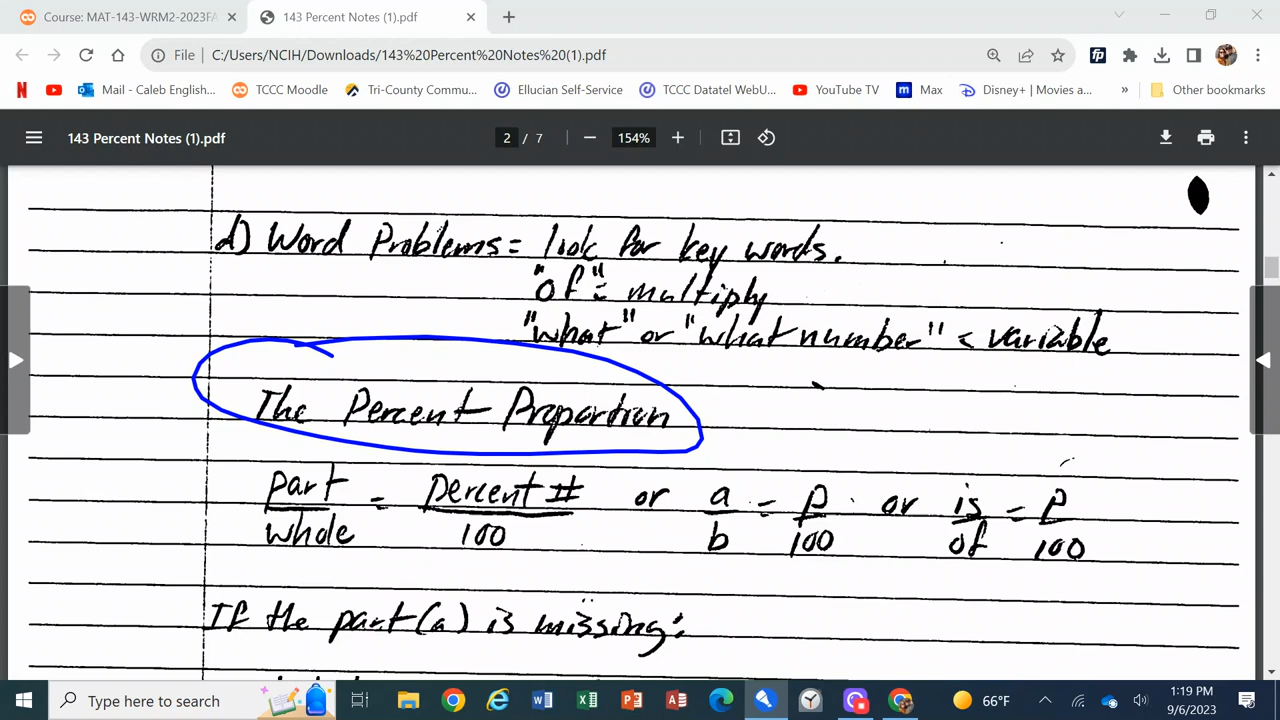 Course: MAT-143-WRM2-2023FA
143 Percent Notes (1).pdf
File C:/Users/NCIH/Downloads/143%20Percent%20Notes%20(1).pdf
Mail - Caleb English...
TCCC Moodle
Tri-County Commu...
Ellucian Self-Service
TCCC Datatel WebU...
YouTube TV
Max
Disney+ | Movies a...
»
Other bookmarks
143 Percent Notes (1).pdf
2 / 7
154%
d) Word Problems = look for key words.
"of" = multiply
"what" or "what number" = variable
The Percent Proportion
part/whole = percent #/100 or a/b = p/100 or is/of = p/100
If the part (a) is missing:
Type here to search
66°F
1:19 PM
9/6/2023